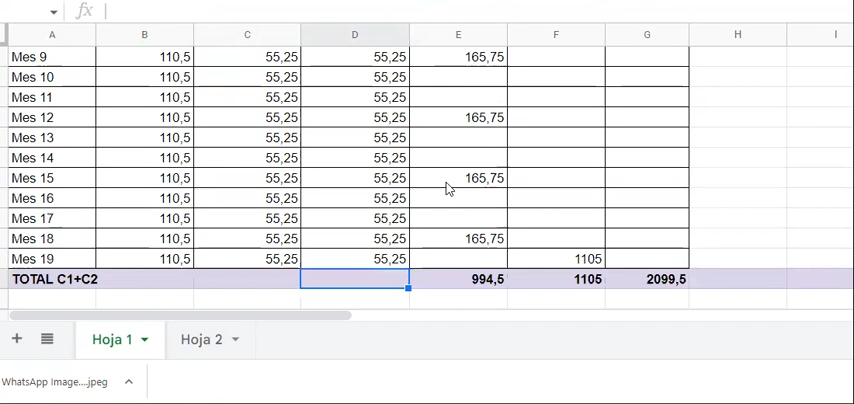 fx
A B C D E F G H I
Mes 9 110,5 55,25 55,25 165,75
Mes 10 110,5 55,25 55,25
Mes 11 110,5 55,25 55,25
Mes 12 110,5 55,25 55,25 165,75
Mes 13 110,5 55,25 55,25
Mes 14 110,5 55,25 55,25
Mes 15 110,5 55,25 55,25 165,75
Mes 16 110,5 55,25 55,25
Mes 17 110,5 55,25 55,25
Mes 18 110,5 55,25 55,25 165,75
Mes 19 110,5 55,25 55,25 1105
TOTAL C1+C2 994,5 1105 2099,5
Hoja 1 Hoja 2
WhatsApp Image....jpeg